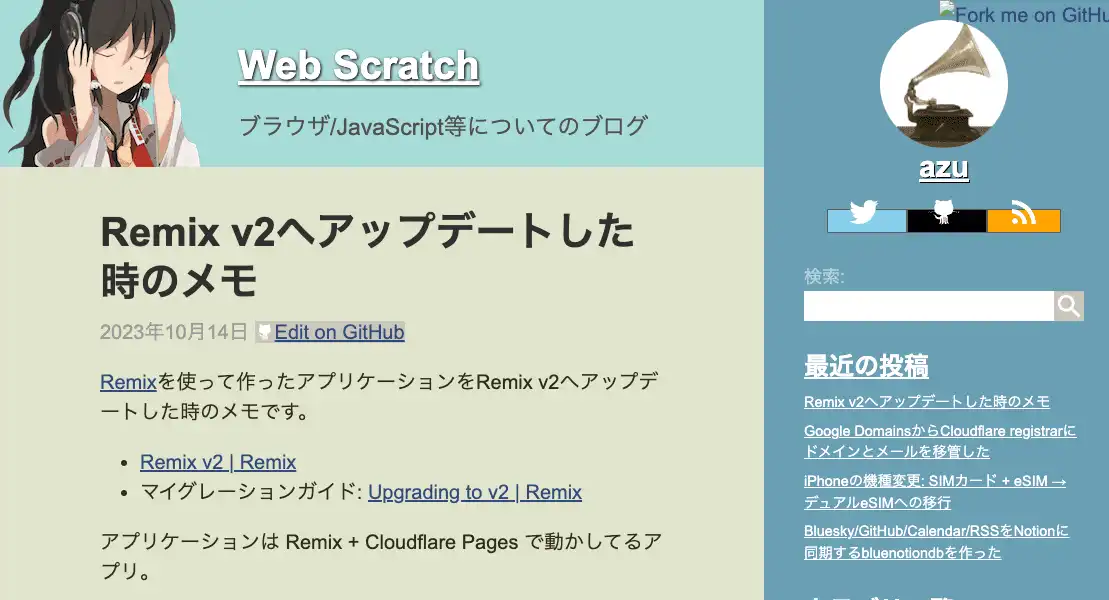 Web Scratch
ブラウザ/JavaScript等についてのブログ
Remix v2へアップデートした
時のメモ
2023年10月14日 Edit on GitHub
Remixを使って作ったアプリケーションをRemix v2へアップデ
ートした時のメモです。
Remix v2 | Remix
マイグレーションガイド: Upgrading to v2 | Remix
アプリケーションは Remix + Cloudflare Pages で動かしてるア
プリ。
Fork me on GitHu
azu
検索:
最近の投稿
Remix v2へアップデートした時のメモ
Google DomainsからCloudflare registrarに
ドメインとメールを移管した
iPhoneの機種変更: SIMカード + eSIM →
デュアルeSIMへの移行
Bluesky/GitHub/Calendar/RSSをNotionに
同期するbluenotiondbを作った